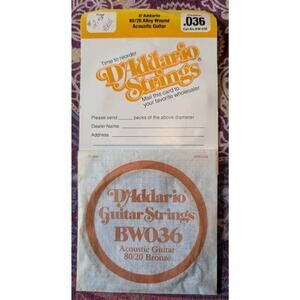 D'Addario
80/20 Alloy Wound
Acoustic Guitar
.036
Time to reorder
D'Addario®
Strings
Mail this card to
your favorite wholesaler
Please send ______ packs of the above diameter
Dealer Name
Address
D'Addario®
Guitar Strings
BW036
Acoustic Guitar
80/20 Bronze